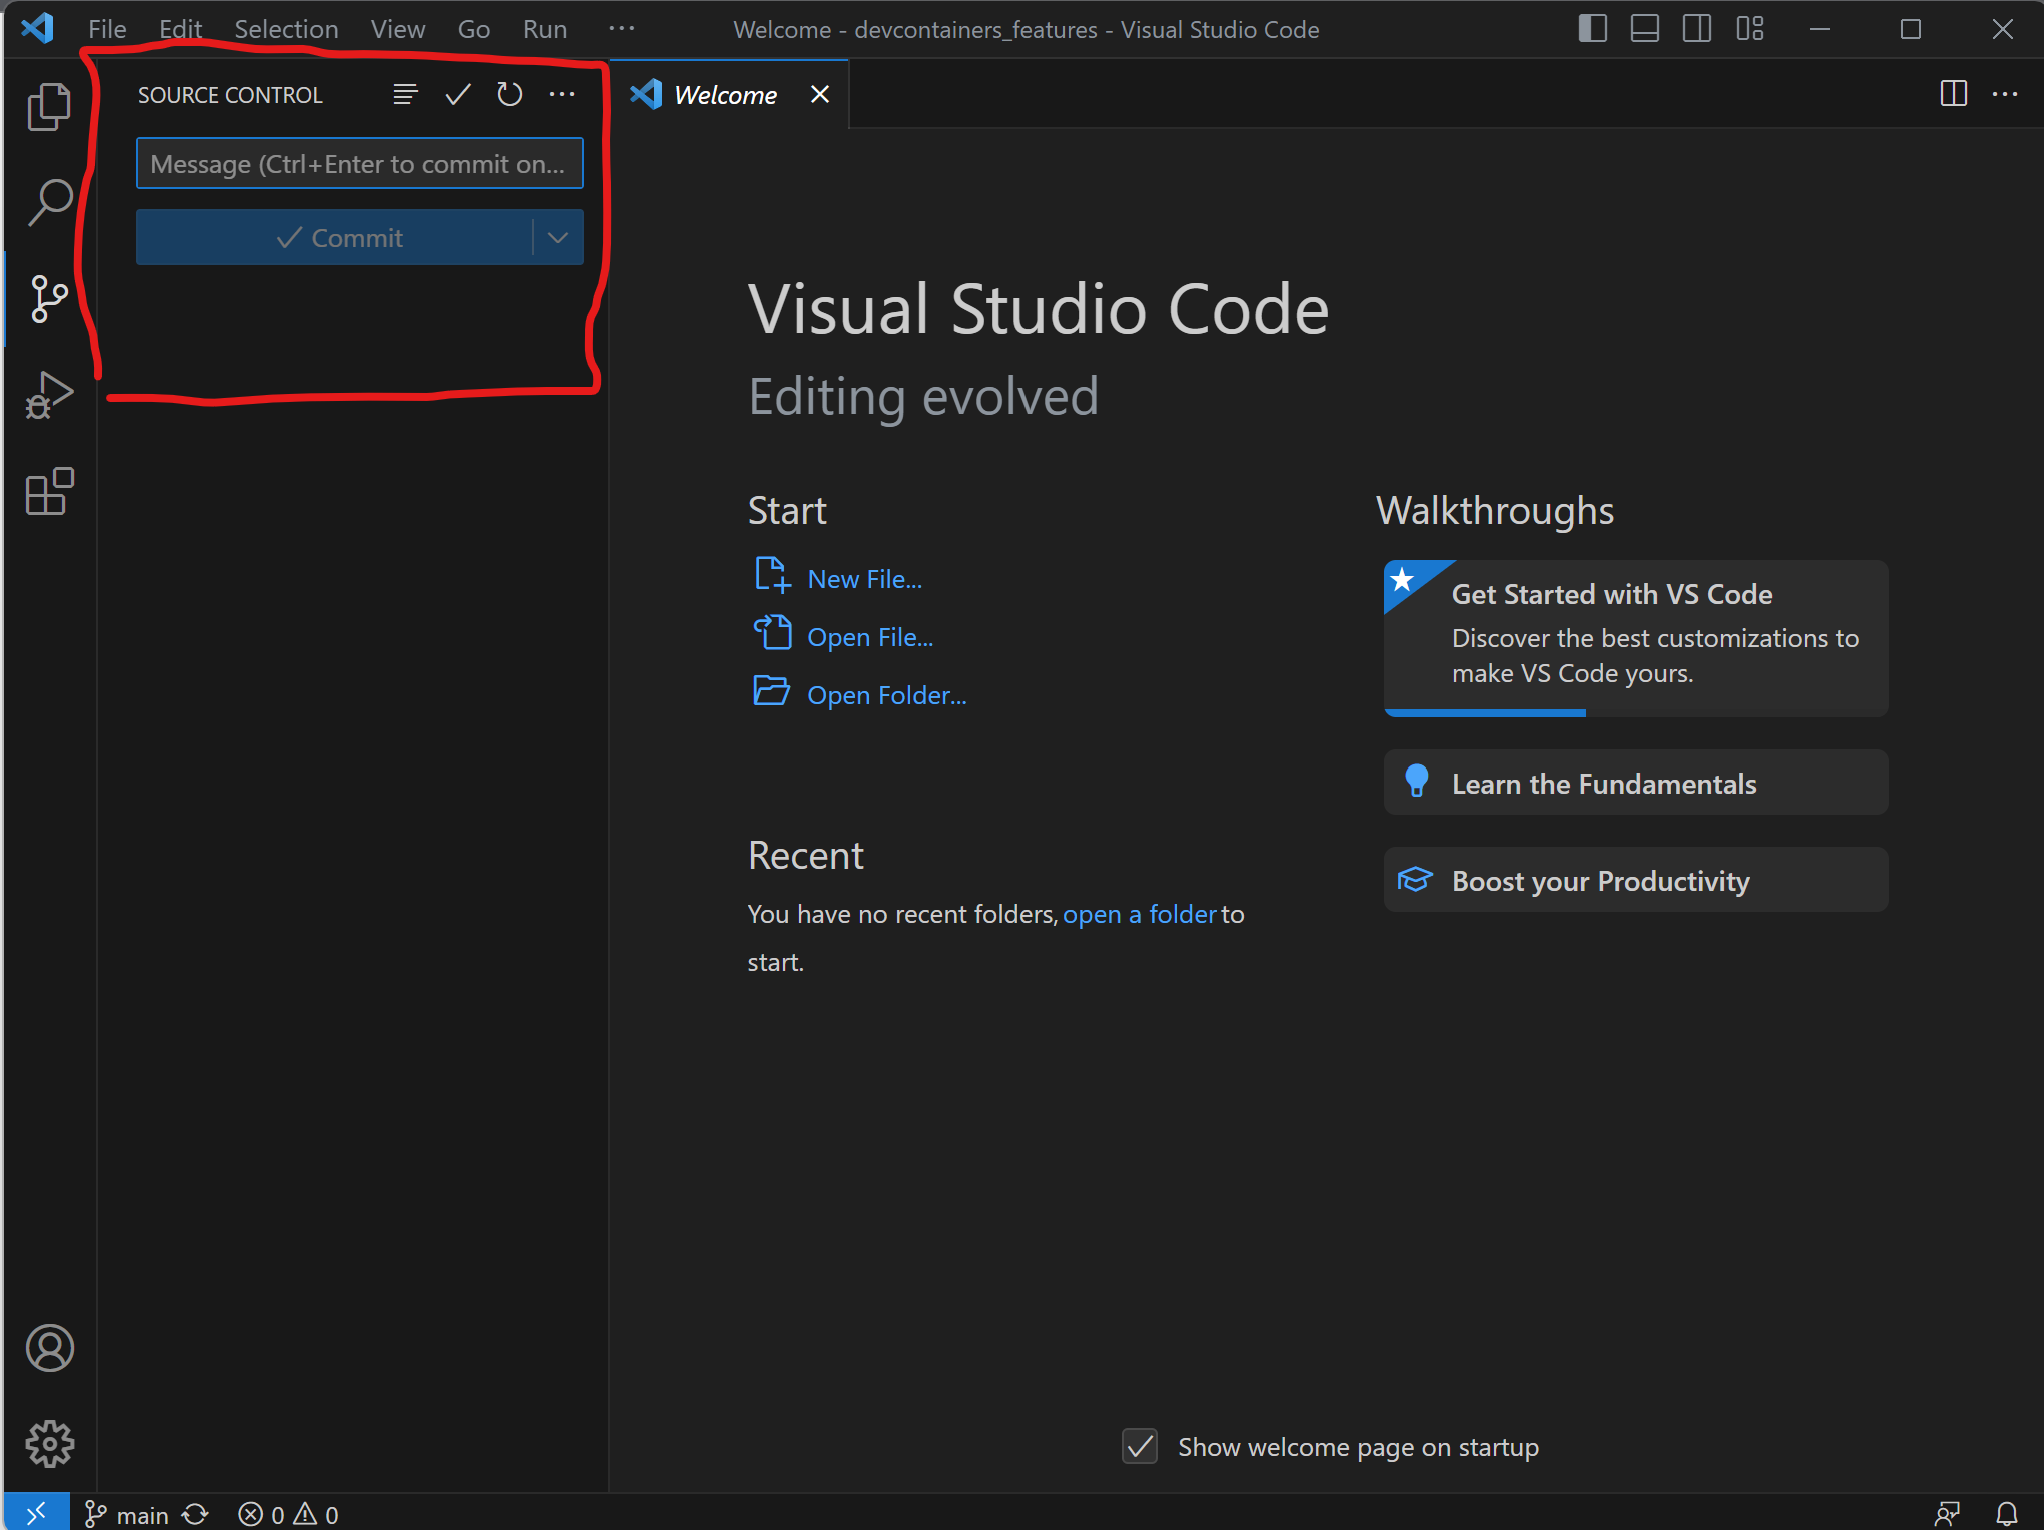 File Edit Selection View Go Run ···
Welcome - devcontainers_features - Visual Studio Code
SOURCE CONTROL
Welcome
Message (Ctrl+Enter to commit on...
Commit
Visual Studio Code
Editing evolved
Start
New File...
Open File...
Open Folder...
Recent
You have no recent folders, open a folder to
start.
Walkthroughs
Get Started with VS Code
Discover the best customizations to
make VS Code yours.
Learn the Fundamentals
Boost your Productivity
Show welcome page on startup
main 0 0